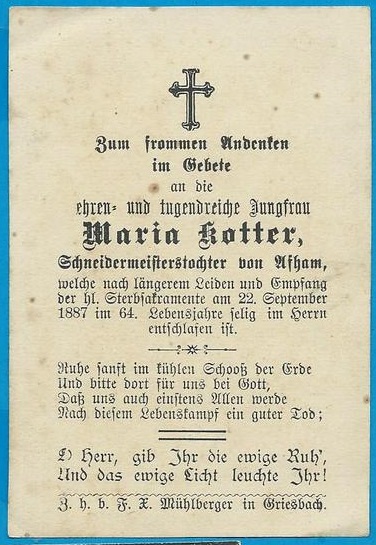 Zum frommen Andenken
im Gebete
an die
ehren- und tugendreiche Jungfrau
Maria Kotter,
Schneidermeisterstochter von Afham,
welche nach längerem Leiden und Empfang
der hl. Sterbsakramente am 22. September
1887 im 64. Lebensjahre selig im Herrn
entschlafen ist.
Ruhe sanft im kühlen Schooß der Erde
Und bitte dort für uns bei Gott,
Daß uns auch einstens Allen werde
Nach diesem Lebenskampf ein guter Tod;
O Herr, gib Ihr die ewige Ruh',
Und das ewige Licht leuchte Ihr!
Z. h. b. F. X. Mühlberger in Griesbach.